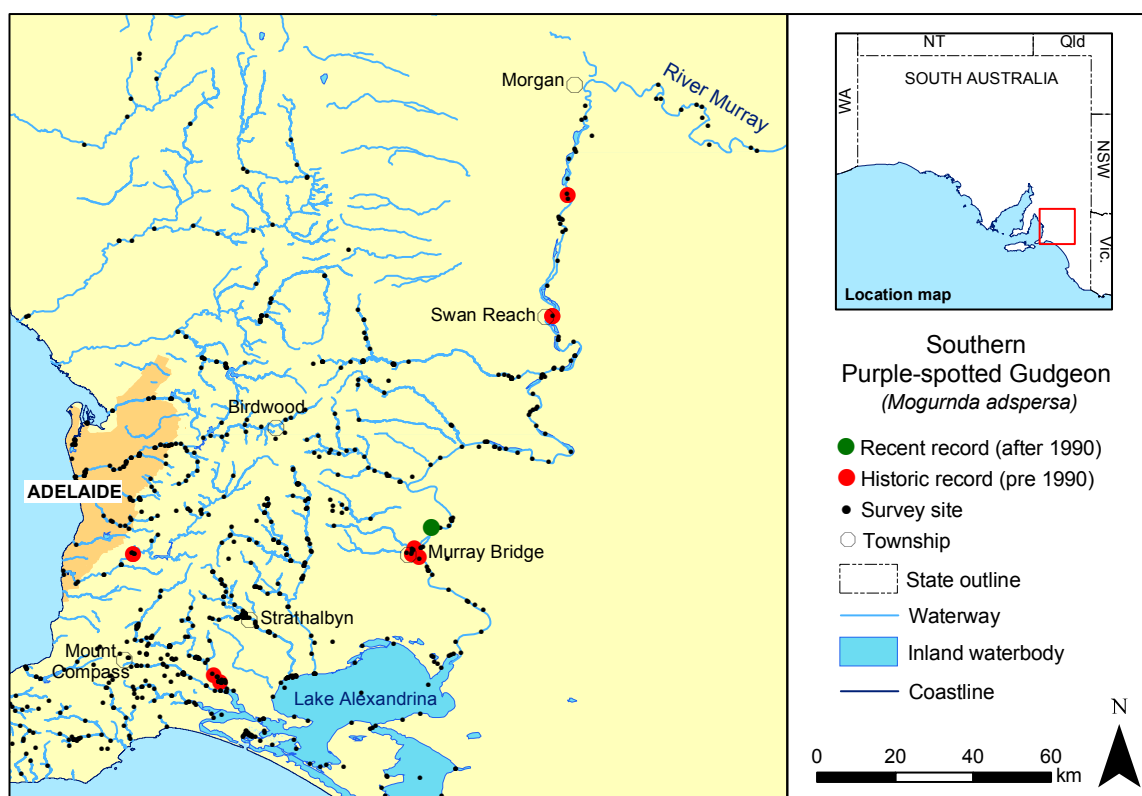 Morgan
River Murray
Swan Reach
Birdwood
ADELAIDE
Murray Bridge
Strathalbyn
Mount
Compass
Lake Alexandrina
NT
Qld
SOUTH AUSTRALIA
WA
NSW
Vic.
Location map
Southern
Purple-spotted Gudgeon
(Mogurnda adspersa)
Recent record (after 1990)
Historic record (pre 1990)
Survey site
Township
State outline
Waterway
Inland waterbody
Coastline
N
0 20 40 60
km